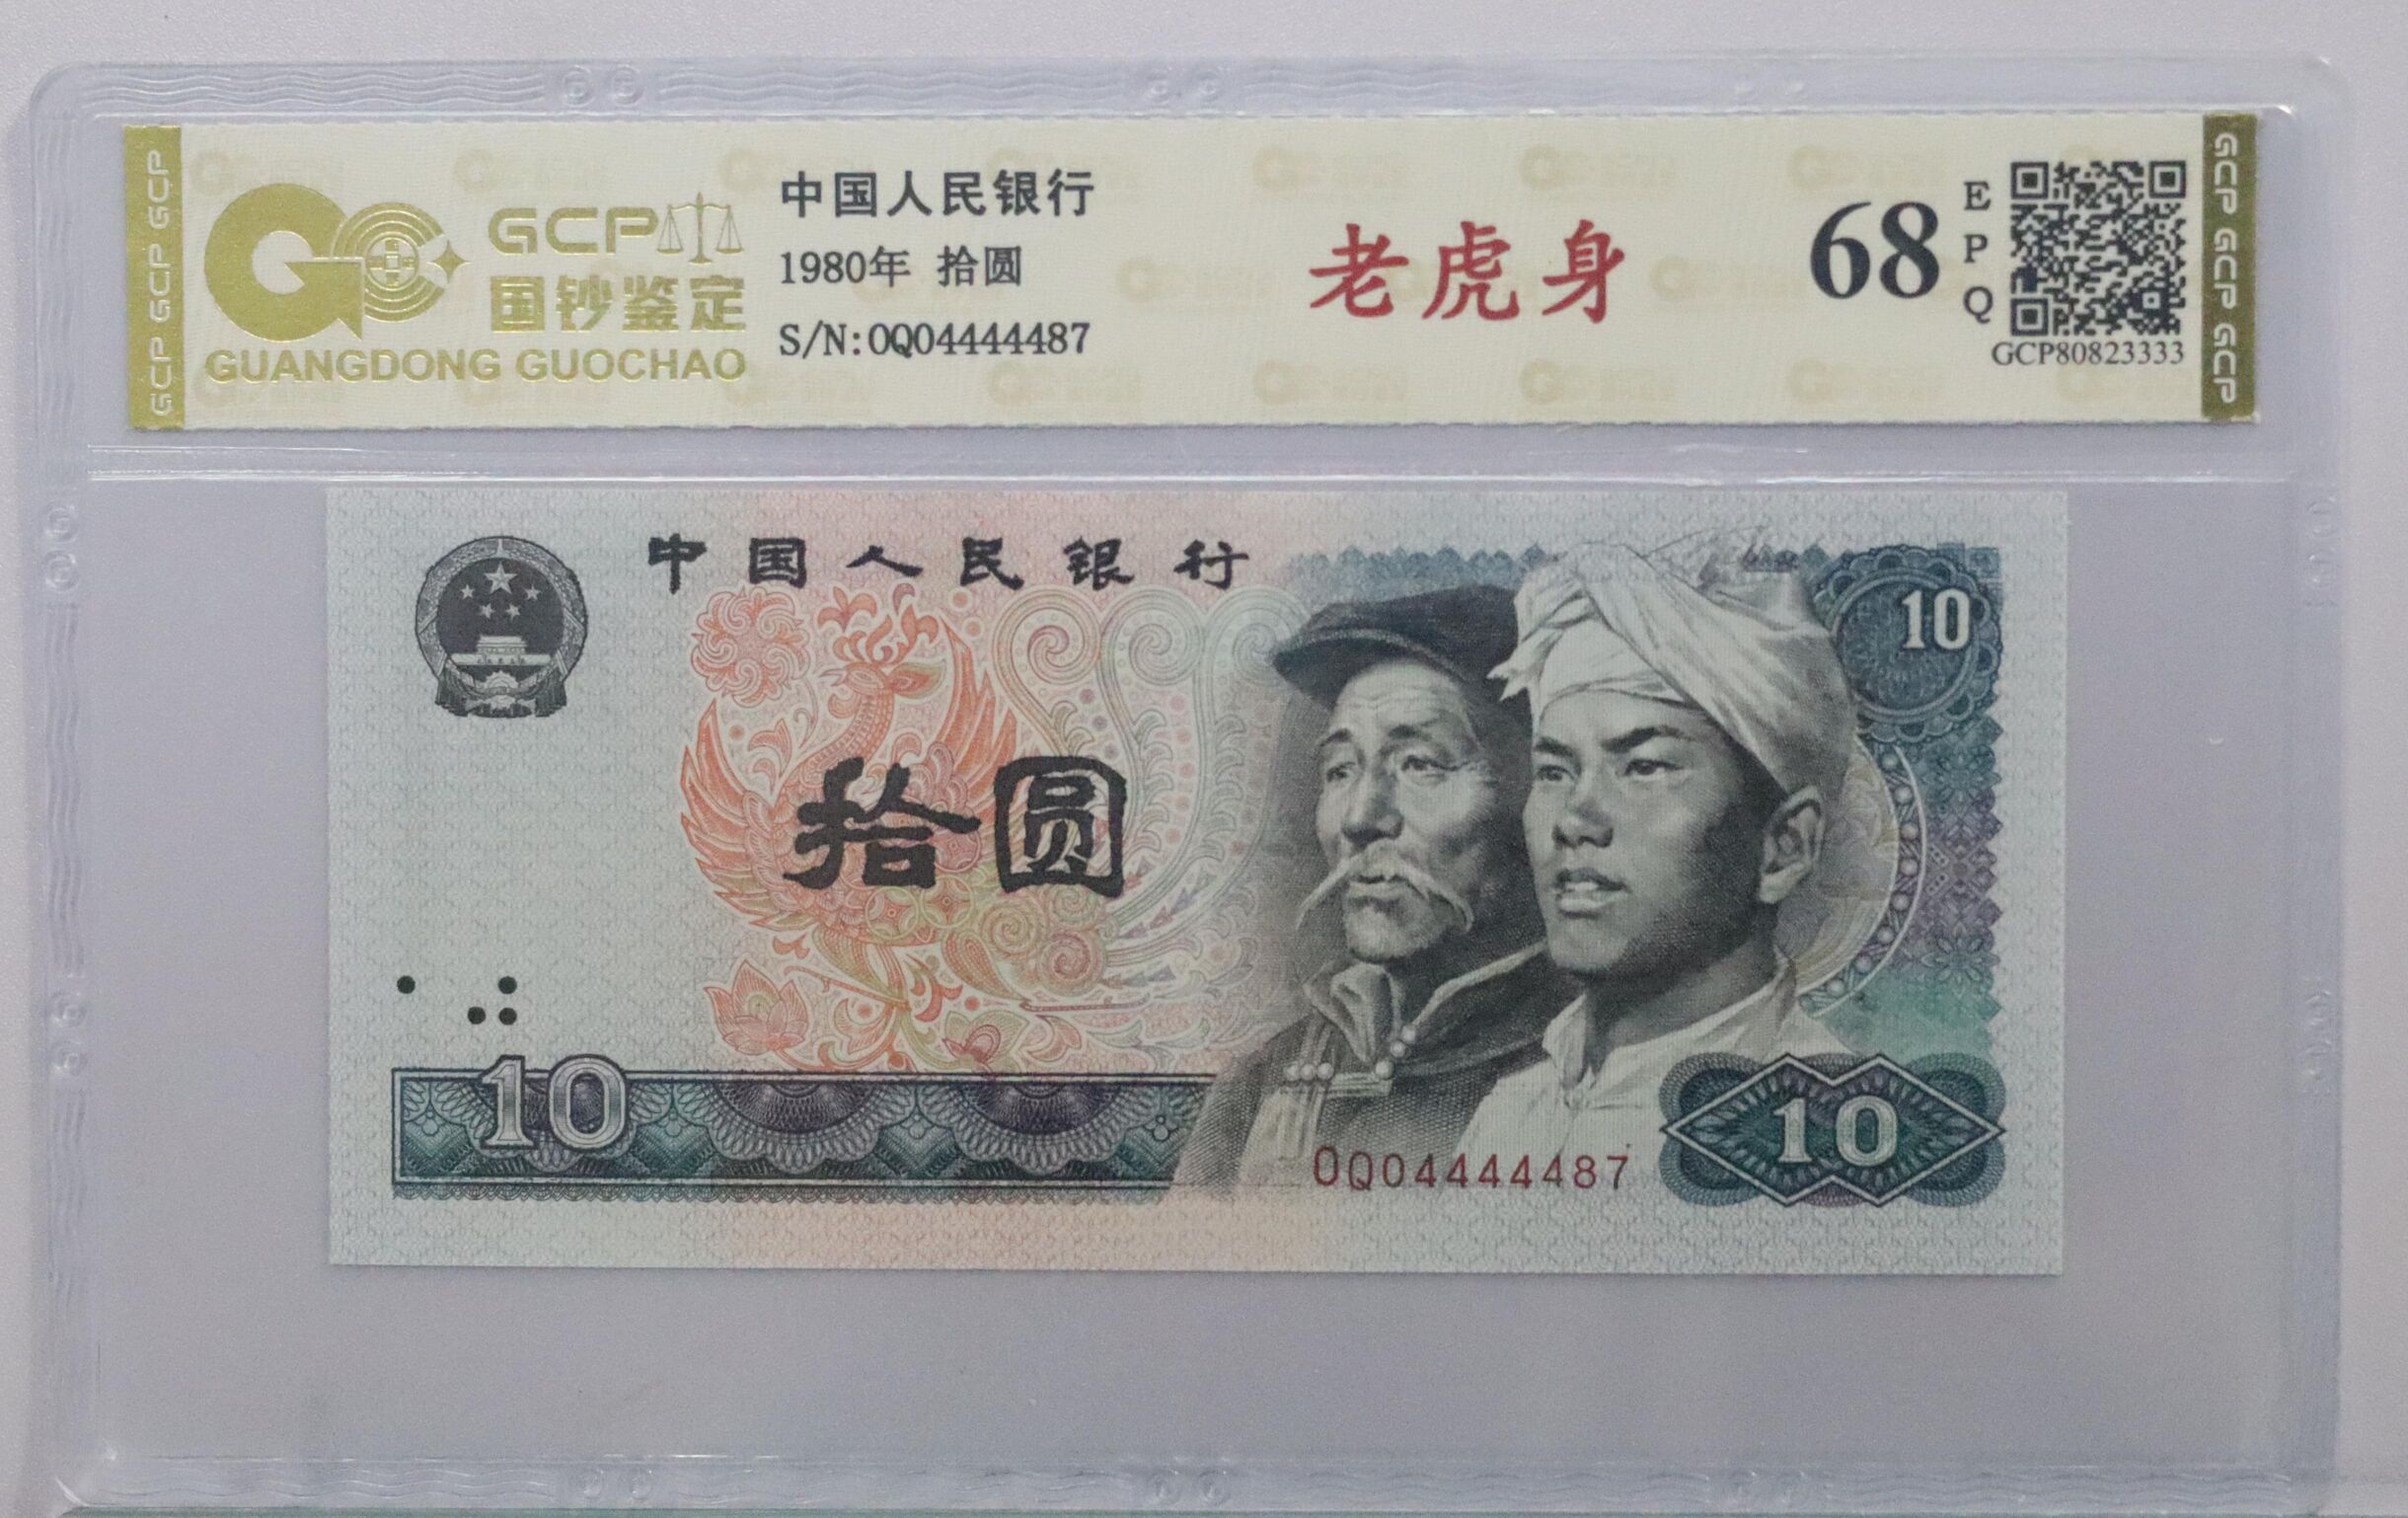 GCP GCP GCP
GCP
国钞鉴定
GUANGDONG GUOCHAO
中国人民银行
1980年 拾圆
S/N:0Q04444487
老虎身
68
E
P
Q
GCP80823333
GCP GCP GCP
中国人民银行
10
拾圆
10
0Q04444487
10